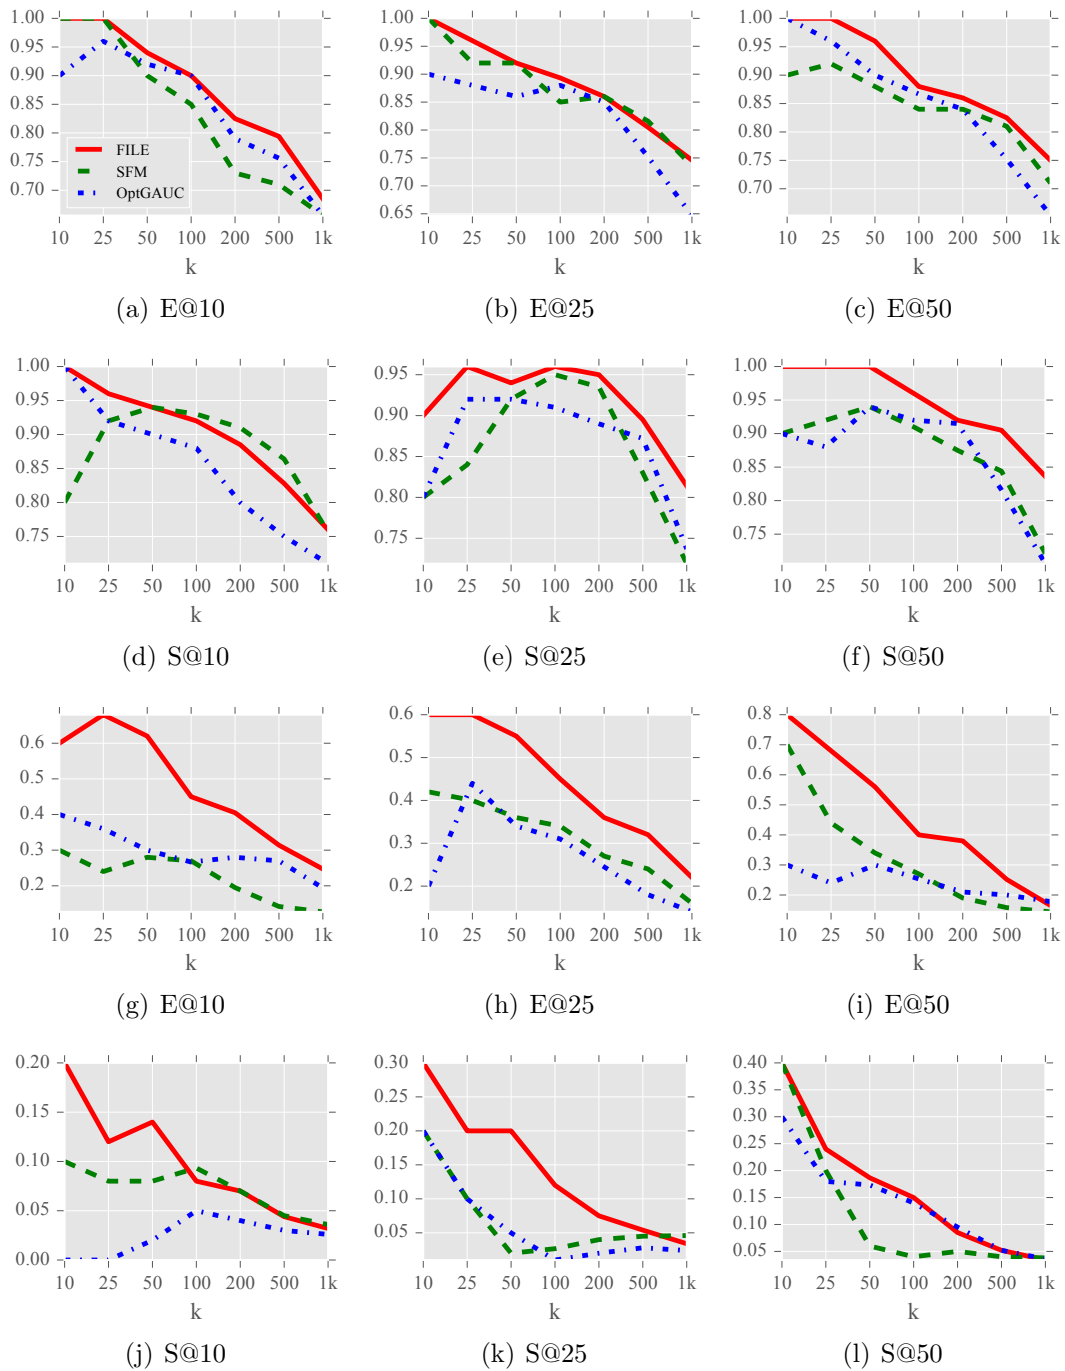 1.00
0.95
0.90
0.85
0.80
0.75
0.70
FILE
SFM
OptGAUC
10 25 50 100 200 500 1k
k
(a) E@10
1.00
0.95
0.90
0.85
0.80
0.75
0.70
0.65
10 25 50 100 200 500 1k
k
(b) E@25
1.00
0.95
0.90
0.85
0.80
0.75
0.70
10 25 50 100 200 500 1k
k
(c) E@50
1.00
0.95
0.90
0.85
0.80
0.75
10 25 50 100 200 500 1k
k
(d) S@10
0.95
0.90
0.85
0.80
0.75
10 25 50 100 200 500 1k
k
(e) S@25
1.00
0.95
0.90
0.85
0.80
0.75
10 25 50 100 200 500 1k
k
(f) S@50
0.6
0.5
0.4
0.3
0.2
10 25 50 100 200 500 1k
k
(g) E@10
0.6
0.5
0.4
0.3
0.2
10 25 50 100 200 500 1k
k
(h) E@25
0.8
0.7
0.6
0.5
0.4
0.3
0.2
10 25 50 100 200 500 1k
k
(i) E@50
0.20
0.15
0.10
0.05
0.00
10 25 50 100 200 500 1k
k
(j) S@10
0.30
0.25
0.20
0.15
0.10
0.05
10 25 50 100 200 500 1k
k
(k) S@25
0.40
0.35
0.30
0.25
0.20
0.15
0.10
0.05
10 25 50 100 200 500 1k
k
(l) S@50